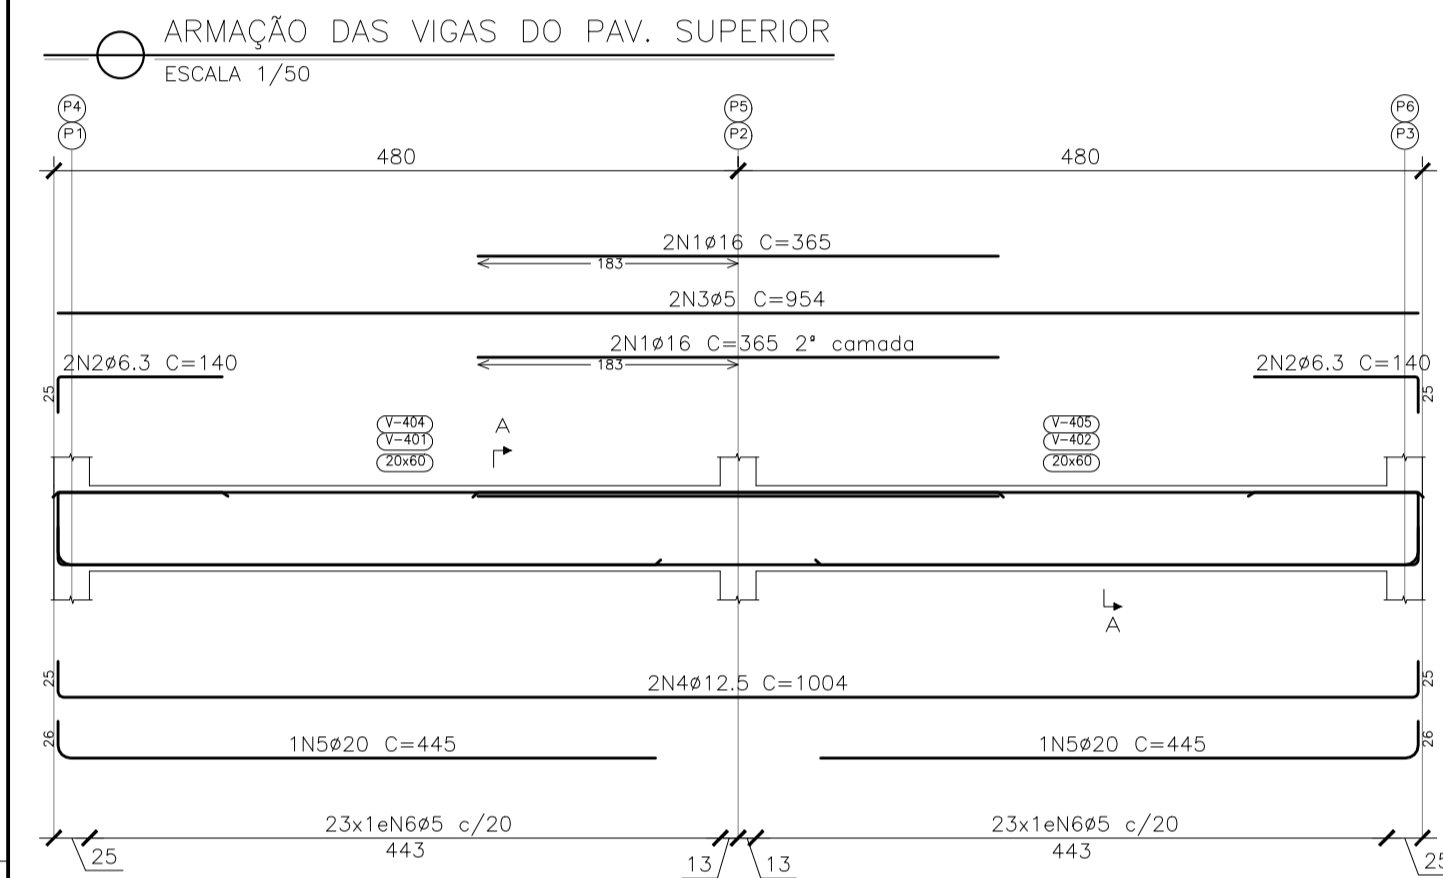 ARMAÇÃO DAS VIGAS DO PAV. SUPERIOR
ESCALA 1/50
P4 P5 P6
P1 P2 P3
480 480
2N1ø16 C=365
183
2N3ø5 C=954
2N1ø16 C=365 2ª camada
183
2N2ø6.3 C=140 2N2ø6.3 C=140
25 25
V-404 A V-405
V-401 V-402
20x60 20x60
A
25 2N4ø12.5 C=1004 25
26 1N5ø20 C=445 1N5ø20 C=445 26
23x1eN6ø5 c/20 23x1eN6ø5 c/20
443 443
25 13 13 25